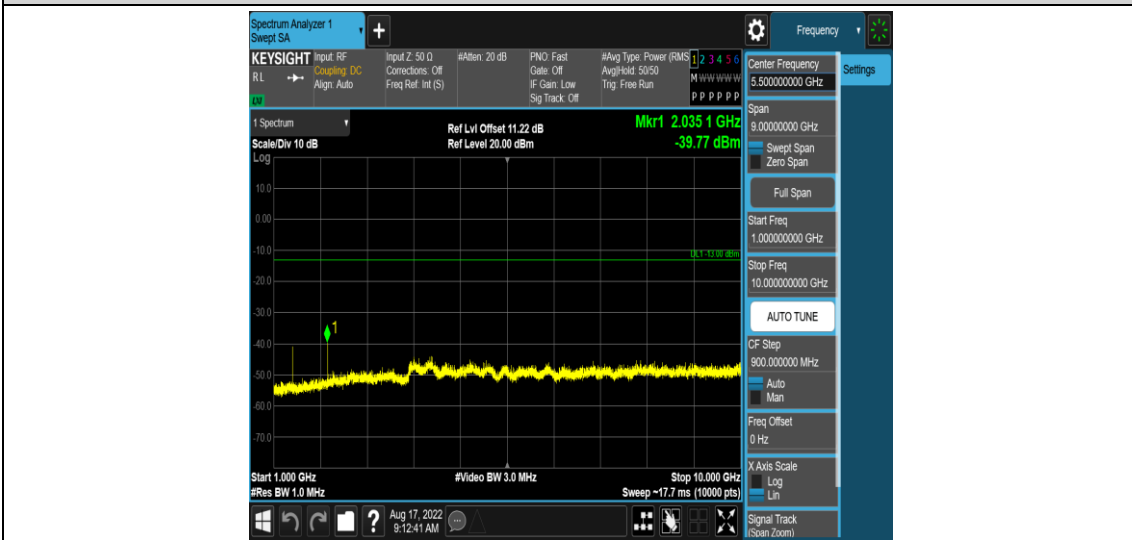 Spectrum Analyzer 1
Swept SA
+
Frequency
KEYSIGHT
RL
LXI
Input: RF
Coupling: DC
Align: Auto
Input Z: 50 Ω
Corrections: Off
Freq Ref: Int (S)
#Atten: 20 dB
PNO: Fast
Gate: Off
IF Gain: Low
Sig Track: Off
#Avg Type: Power (RMS
Avg|Hold: 50/50
Trig: Free Run
1 2 3 4 5 6
M W W W W W
P P P P P P
Center Frequency
5.500000000 GHz
Settings
Span
9.00000000 GHz
Swept Span
Zero Span
Full Span
Start Freq
1.000000000 GHz
Stop Freq
10.000000000 GHz
AUTO TUNE
CF Step
900.000000 MHz
Auto
Man
Freq Offset
0 Hz
X Axis Scale
Log
Lin
Signal Track
(Span Zoom)
1 Spectrum
Scale/Div 10 dB
Log
Ref Lvl Offset 11.22 dB
Ref Level 20.00 dBm
Mkr1 2.035 1 GHz
-39.77 dBm
10.0
0.00
-10.0
DL1 -13.00 dBm
-20.0
-30.0
1
-40.0
-50.0
-60.0
-70.0
Start 1.000 GHz
#Video BW 3.0 MHz
Stop 10.000 GHz
#Res BW 1.0 MHz
Sweep ~17.7 ms (10000 pts)
?
Aug 17, 2022
9:12:41 AM